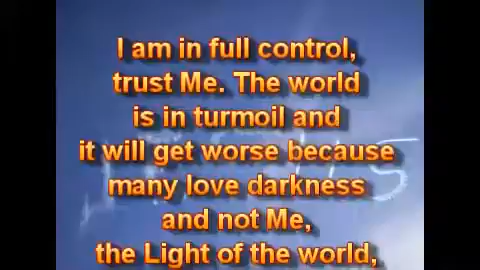 I am in full control,
trust Me. The world
is in turmoil and
it will get worse because
many love darkness
and not Me,
the Light of the world,